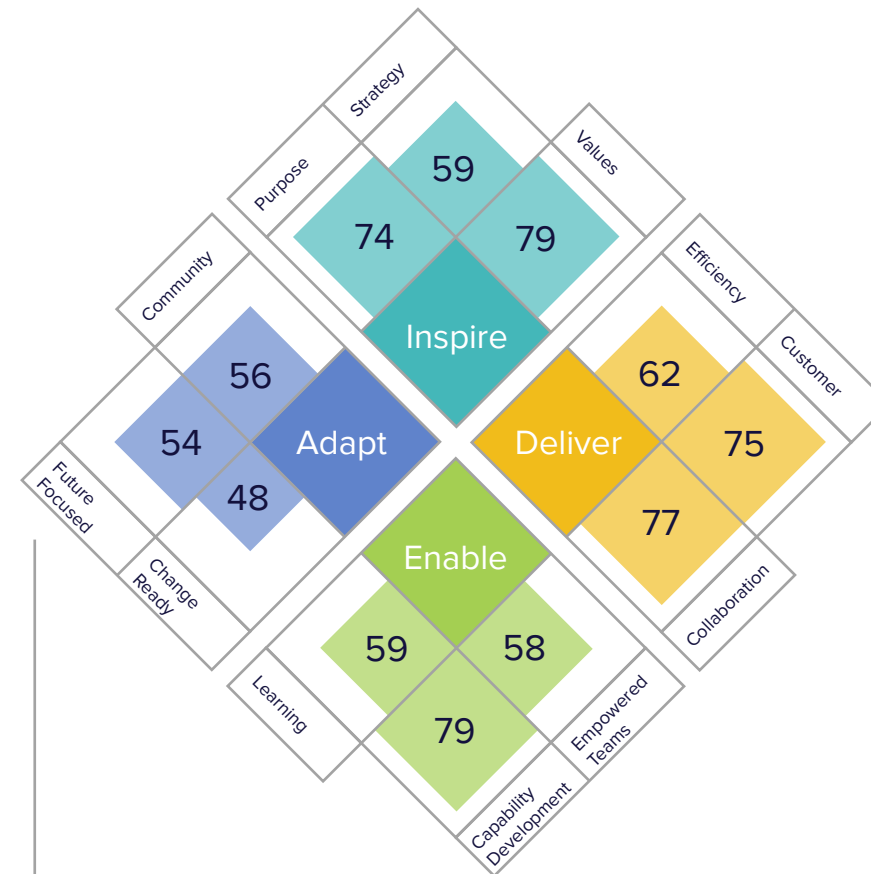 Strategy
Purpose
Values
59
74
79
Inspire
Community
Efficiency
Customer
56
54
48
Adapt
Deliver
62
75
77
Future
Focused
Change
Ready
Enable
59
58
79
Learning
Empowered
Teams
Capability
Development
Collaboration